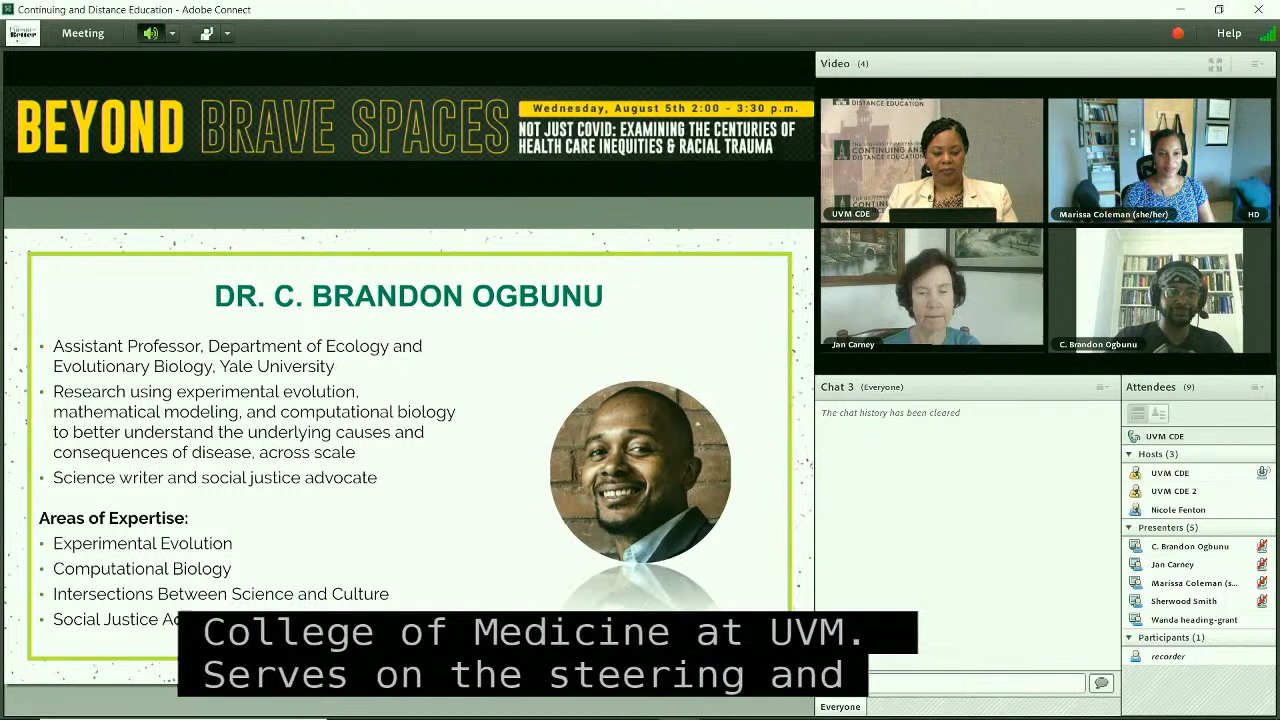 Continuing and Distance Education - Adobe Connect
Meeting
Help
BEYOND BRAVE SPACES
Wednesday, August 5th 2:00 - 3:30 p.m.
NOT JUST COVID: EXAMINING THE CENTURIES OF
HEALTH CARE INEQUITIES & RACIAL TRAUMA
DR. C. BRANDON OGBUNU
• Assistant Professor, Department of Ecology and
Evolutionary Biology, Yale University
• Research using experimental evolution,
mathematical modeling, and computational biology
to better understand the underlying causes and
consequences of disease, across scale
• Science writer and social justice advocate
Areas of Expertise:
• Experimental Evolution
• Computational Biology
• Intersections Between Science and Culture
• Social Justice
College of Medicine at UVM.
Serves on the steering and
Video (4)
DISTANCE EDUCATION
CONTINUING AND
DISTANCE EDUCATION
UVM CDE
Marissa Coleman (she/her)
HD
Jan Carney
C. Brandon Ogbunu
Chat 3 (Everyone)
The chat history has been cleared
Everyone
Attendees (9)
UVM CDE
Hosts (3)
UVM CDE
UVM CDE 2
Nicole Fenton
Presenters (5)
C. Brandon Ogbunu
Jan Carney
Marissa Coleman (s...
Sherwood Smith
Wanda heading-grant
Participants (1)
recorder